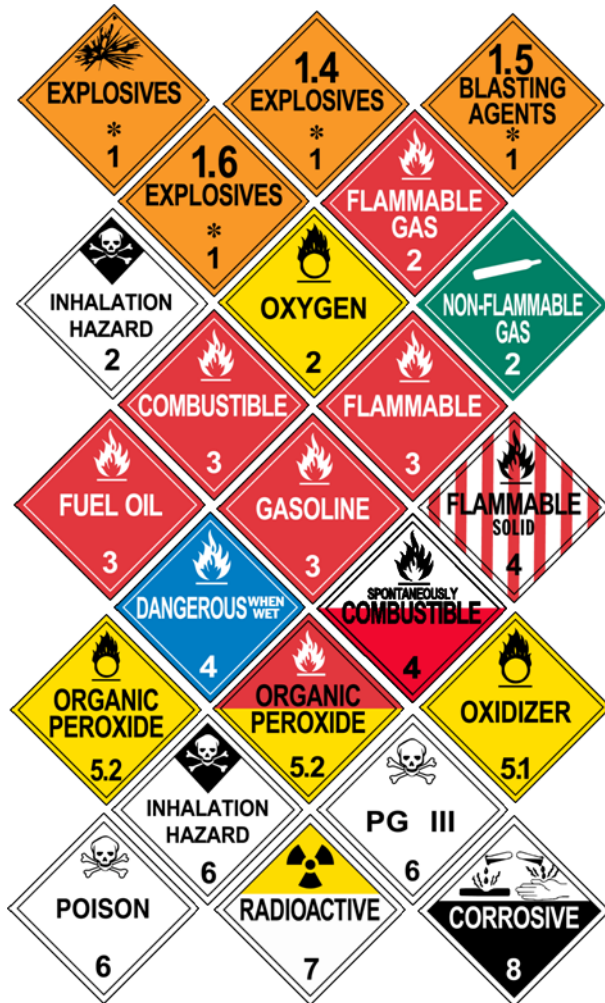 EXPLOSIVES
*
1
1.4
EXPLOSIVES
*
1
1.5
BLASTING
AGENTS
*
1
1.6
EXPLOSIVES
*
1
FLAMMABLE
GAS
2
INHALATION
HAZARD
2
OXYGEN
2
NON-FLAMMABLE
GAS
2
COMBUSTIBLE
3
FLAMMABLE
3
FUEL OIL
3
GASOLINE
3
FLAMMABLE
SOLID
4
DANGEROUS WHEN
WET
4
SPONTANEOUSLY
COMBUSTIBLE
4
ORGANIC
PEROXIDE
5.2
ORGANIC
PEROXIDE
5.2
OXIDIZER
5.1
INHALATION
HAZARD
6
PG III
6
POISON
6
RADIOACTIVE
7
CORROSIVE
8